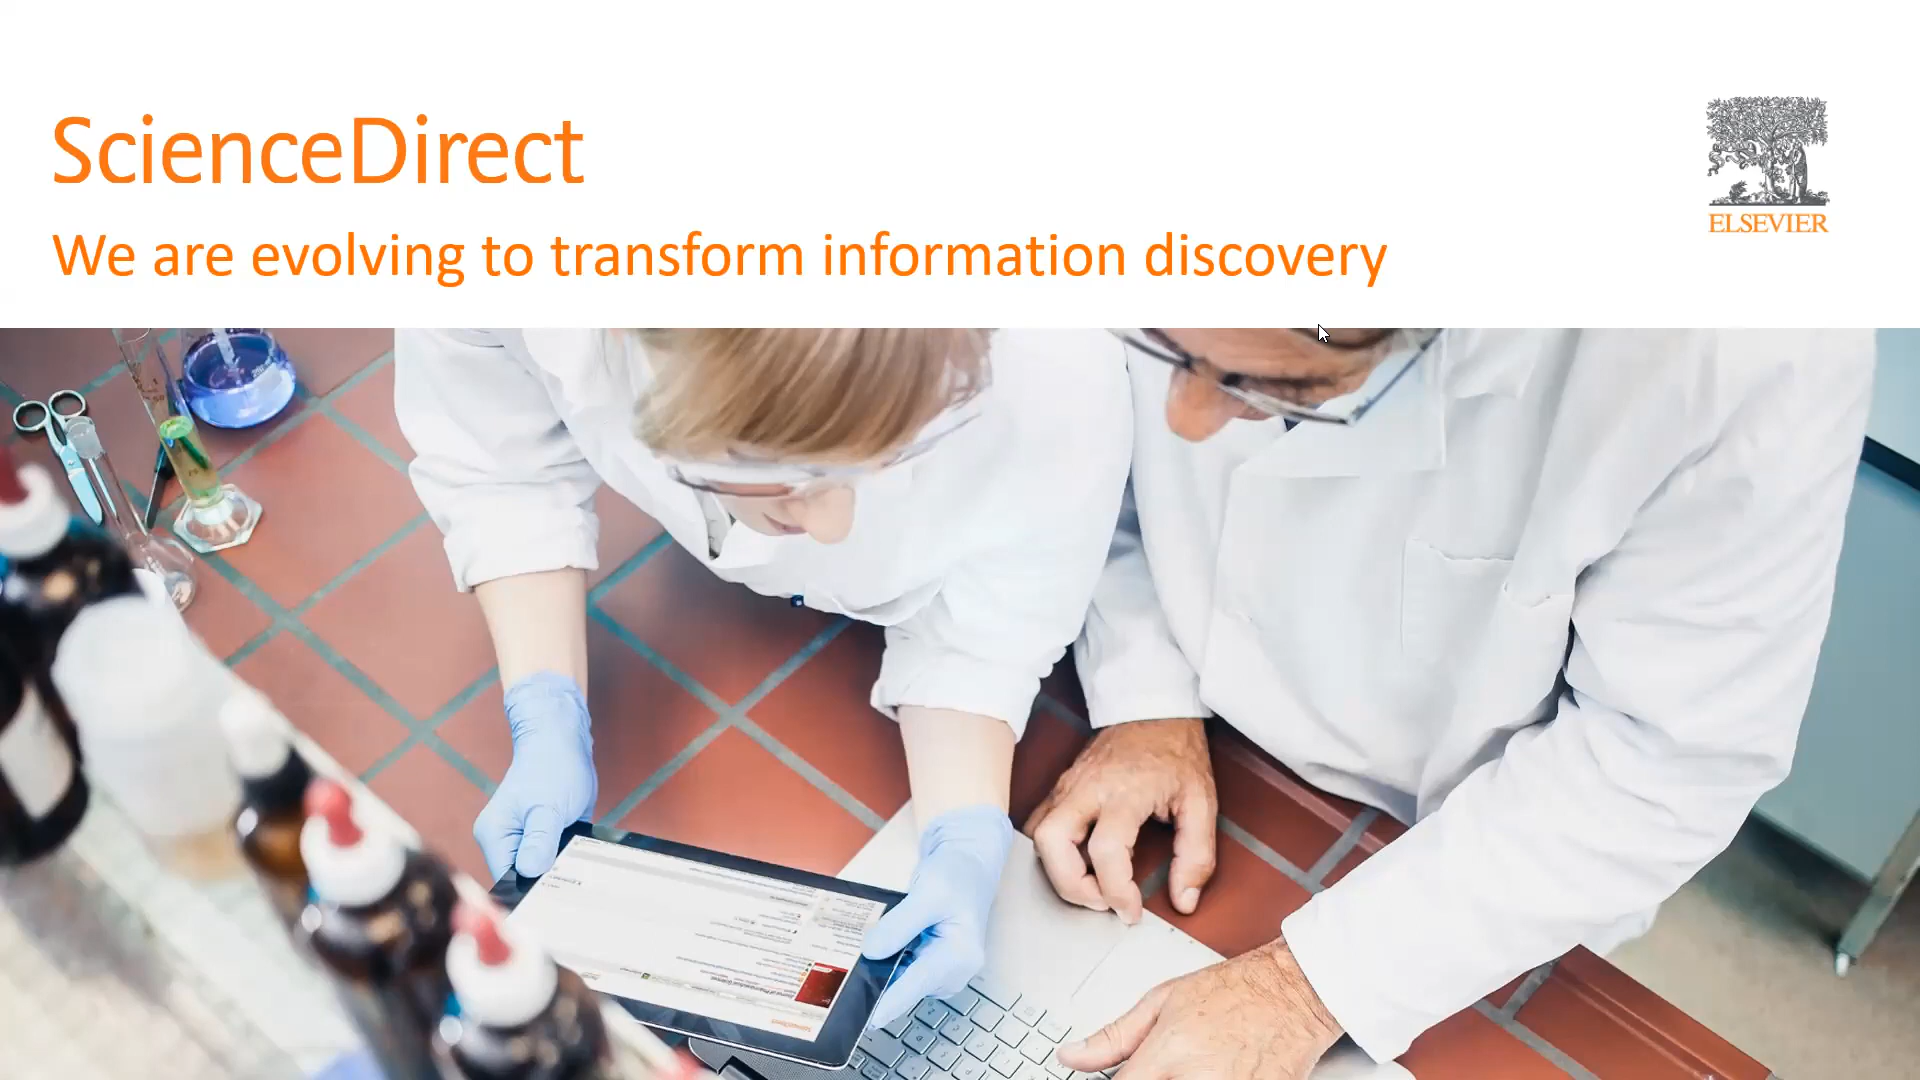 ScienceDirect
We are evolving to transform information discovery
ELSEVIER